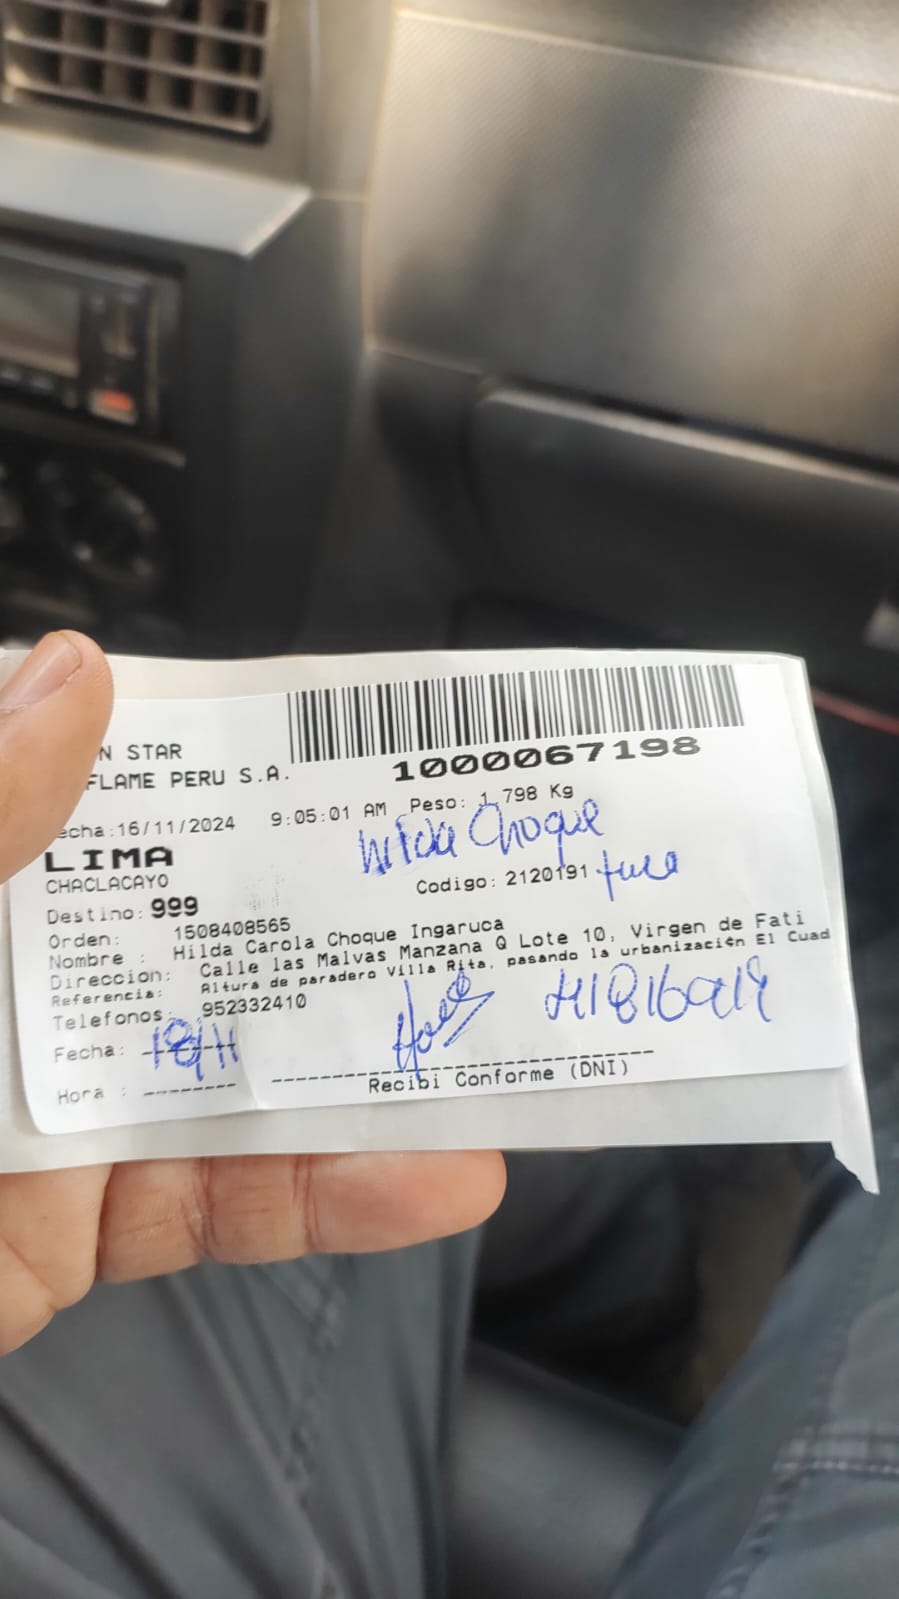 N STAR
FLAME PERU S.A.
1000067198
echa:16/11/2024 9:05:01 AM Peso: 1.798 Kg
LIMA
Hilda Choque
CHACLACAYO
Codigo: 2120191
Destino: 999
Orden: 1508408565
Nombre : Hilda Carola Choque Ingaruca
Direccion: Calle las Malvas Manzana Q Lote 10, Virgen de Fati
Referencia: Altura de paradero Villa Rita, pasando la urbanización El Cuad
Telefonos: 952332410
Fecha: 18/11
Hora :
Recibi Conforme (DNI)